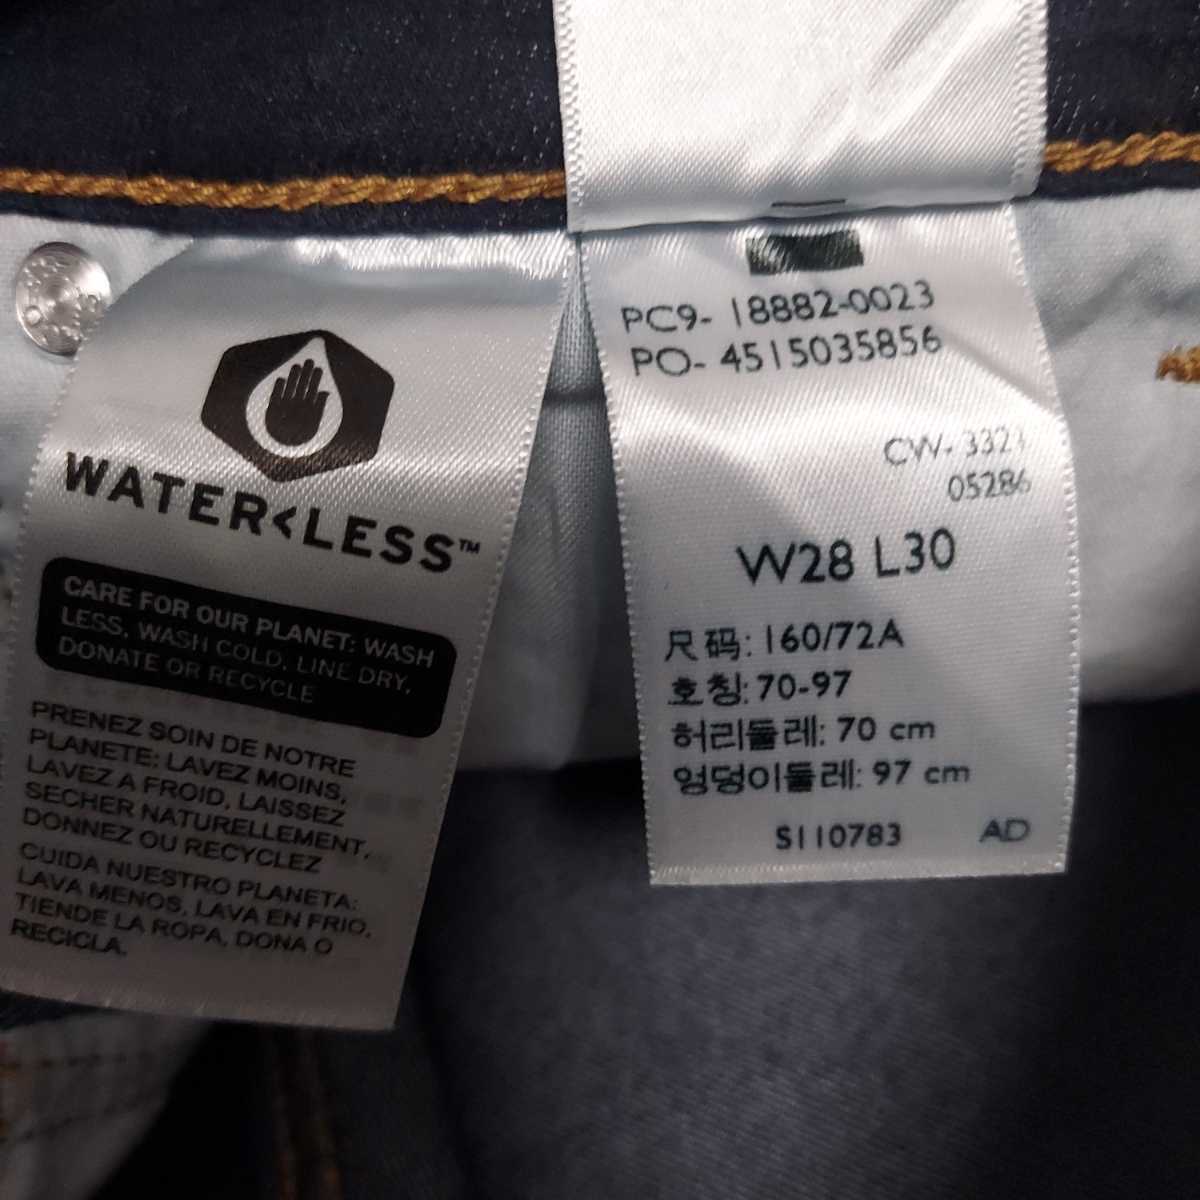 WATER<LESS™
CARE FOR OUR PLANET: WASH
LESS, WASH COLD, LINE DRY,
DONATE OR RECYCLE
PRENEZ SOIN DE NOTRE
PLANETE: LAVEZ MOINS,
LAVEZ A FROID, LAISSEZ
SECHER NATURELLEMENT,
DONNEZ OU RECYCLEZ
CUIDA NUESTRO PLANETA:
LAVA MENOS, LAVA EN FRIO,
TIENDE LA ROPA, DONA O
RECICLA.
PC9- 18882-0023
PO- 4515035856
CW- 3321
05286
W28 L30
尺码: 160/72A
호칭: 70-97
허리둘레: 70 cm
엉덩이둘레: 97 cm
S110783 AD